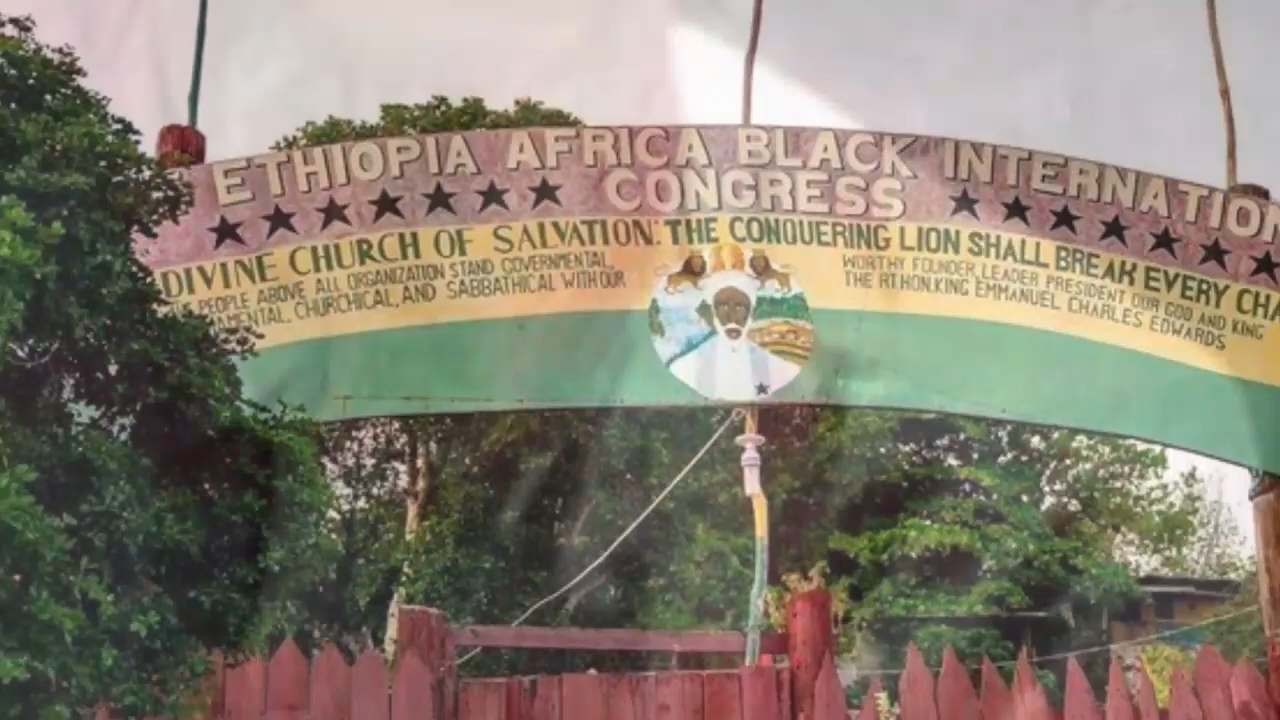 ETHIOPIA AFRICA BLACK INTERNATION
CONGRESS
DIVINE CHURCH OF SALVATION: THE CONQUERING LION SHALL BREAK EVERY CHA
PEOPLE ABOVE ALL ORGANIZATION STAND GOVERNMENTAL,
AMENTAL, CHURCHICAL, AND SABBATHICAL WITH OUR
WORTHY FOUNDER, LEADER PRESIDENT OUR GOD AND KING
THE RT HON. KING EMMANUEL CHARLES EDWARDS